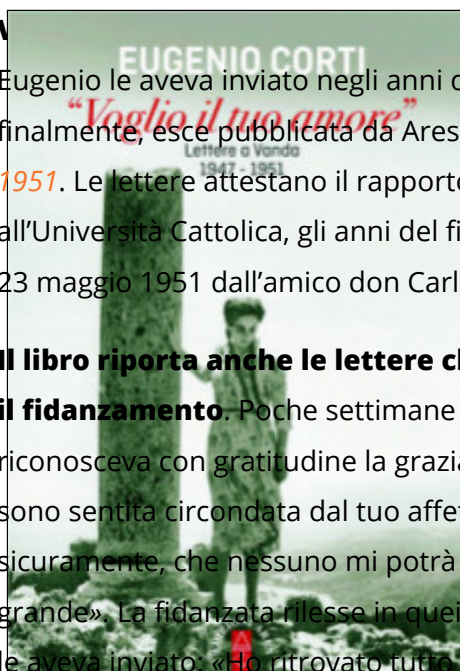 EUGENIO CORTI
Eugenio le aveva inviato negli anni
"Voglio il tuo amore"
finalmente, esce pubblicata da Ares
Lettere a Vanda
1947 - 1951
1951. Le lettere attestano il rapporto
all'Università Cattolica, gli anni del
23 maggio 1951 dall'amico don Carl
Il libro riporta anche le lettere
il fidanzamento. Poche settimane
riconosceva con gratitudine la grazia
sono sentita circondata dal tuo
sicuramente, che nessuno mi potrà
grande». La fidanzata rilesse in quei
le aveva inviato: «Ho ritrovato tutto